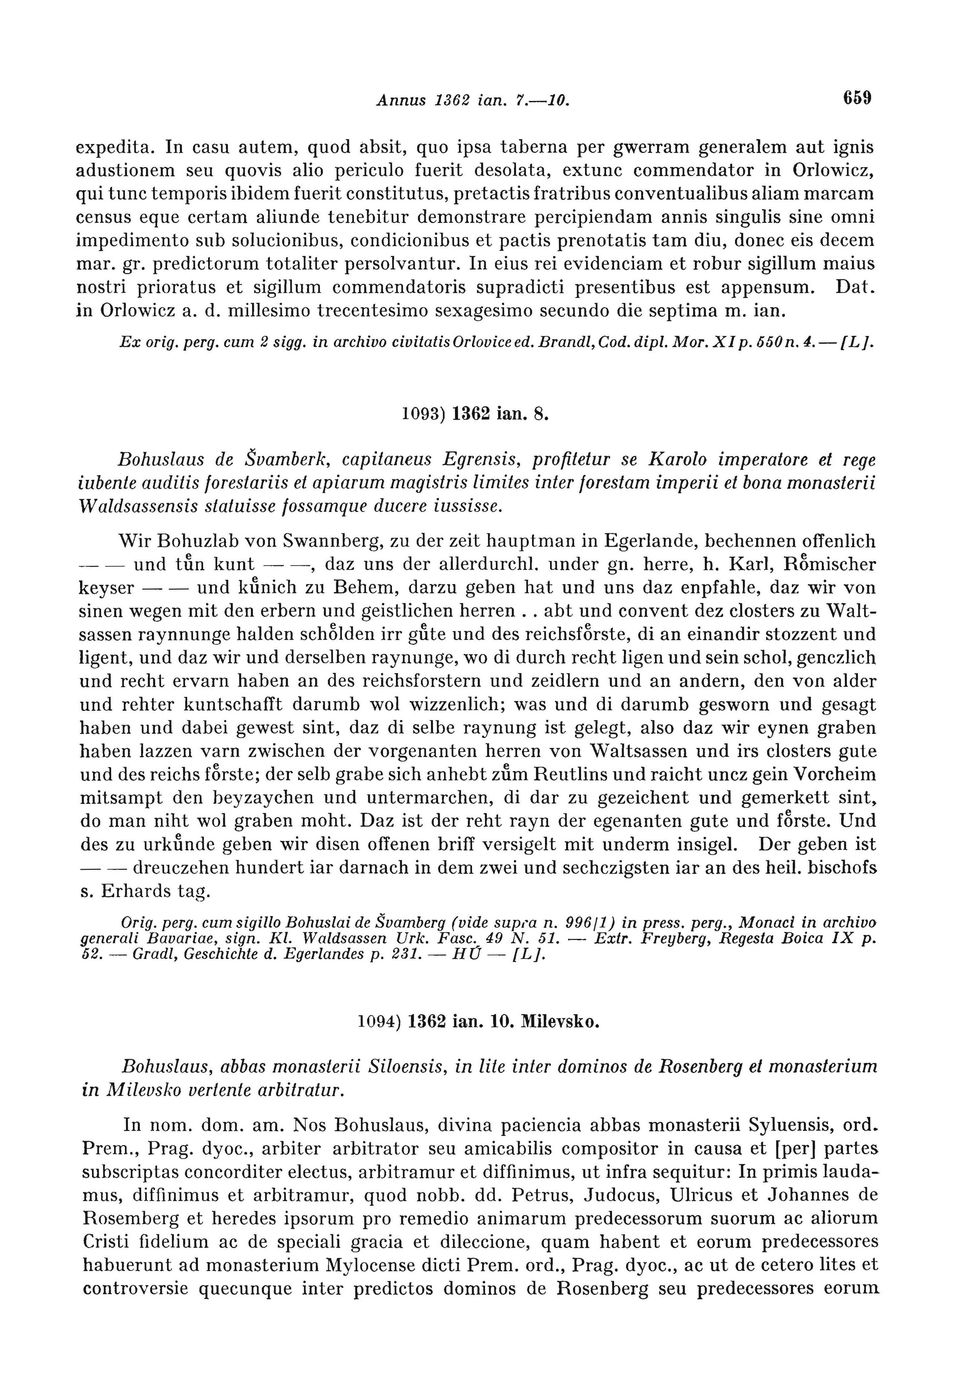 Annus 1362 ian. 7.—10. 659
expedita. In casu autem, quod absit, quo ipsa taberna per gwerram generalem aut ignis
adustionem seu quovis alio periculo fuerit desolata, extunc commendator in Orlowicz,
qui tunc temporis ibidem fuerit constitutus, pretactis fratribus conventualibus aliam marcam
census eque certam aliunde tenebitur demonstrare percipiendam annis singulis sine omni
impedimento sub solucionibus, condicionibus et pactis prenotatis tam diu, donec eis decem
mar. gr. predictorum totaliter persolvantur. In eius rei evidenciam et robur sigillum maius
nostri prioratus et sigillum commendatoris supradicti presentibus est appensum. Dat.
in Orlowicz a. d. millesimo trecentesimo sexagesimo secundo die septima m. ian.
Ex orig. perg. cum 2 sigg. in archivo civitatis Orlovice ed. Brandl, Cod. dipl. Mor. XI p. 550 n. 4. — [L].
1093) 1362 ian. 8.
Bohuslaus de Švamberk, capitaneus Egrensis, profitetur se Karolo imperatore et rege
iubente auditis forestariis et apiarum magistris limites inter forestam imperii et bona monasterii
Waldsassensis statuisse fossamque ducere iussisse.
Wir Bohuzlab von Swannberg, zu der zeit hauptman in Egerlande, bechennen offenlich
— — und tuͤn kunt — —, daz uns der allerdurchl. under gn. herre, h. Karl, Roͤmischer
keyser — — und kuͤnich zu Behem, darzu geben hat und uns daz enpfahle, daz wir von
sinen wegen mit den erbern und geistlichen herren . . abt und convent dez closters zu Walt-
sassen raynnunge halden schoͤlden irr guͤte und des reichsfoͤrste, di an einandir stozzent und
ligent, und daz wir und derselben raynunge, wo di durch recht ligen und sein schol, genczlich
und recht ervarn haben an des reichsforstern und zeidlern und an andern, den von alder
und rehter kuntschafft darumb wol wizzenlich; was und di darumb gesworn und gesagt
haben und dabei gewest sint, daz di selbe raynung ist gelegt, also daz wir eynen graben
haben lazzen varn zwischen der vorgenanten herren von Waltsassen und irs closters gute
und des reichs foͤrste; der selb grabe sich anhebt zuͤm Reutlins und raicht uncz gein Vorcheim
mitsampt den beyzaychen und untermarchen, di dar zu gezeichent und gemerkett sint,
do man niht wol graben moht. Daz ist der reht rayn der egenanten gute und foͤrste. Und
des zu urkuͤnde geben wir disen offenen briff versigelt mit underm insigel. Der geben ist
— — dreuczehen hundert iar darnach in dem zwei und sechczigsten iar an des heil. bischofs
s. Erhards tag.
Orig. perg. cum sigillo Bohuslai de Švamberg (vide supra n. 996/1) in press. perg., Monaci in archivo
generali Bavariae, sign. Kl. Waldsassen Urk. Fasc. 49 N. 51. — Extr. Freyberg, Regesta Boica IX p.
52. — Gradl, Geschichte d. Egerlandes p. 231. — HÚ — [L].
1094) 1362 ian. 10. Milevsko.
Bohuslaus, abbas monasterii Siloensis, in lite inter dominos de Rosenberg et monasterium
in Milevsko vertente arbitratur.
In nom. dom. am. Nos Bohuslaus, divina paciencia abbas monasterii Syluensis, ord.
Prem., Prag. dyoc., arbiter arbitrator seu amicabilis compositor in causa et [per] partes
subscriptas concorditer electus, arbitramur et diffinimus, ut infra sequitur: In primis lauda-
mus, diffinimus et arbitramur, quod nobb. dd. Petrus, Judocus, Ulricus et Johannes de
Rosemberg et heredes ipsorum pro remedio animarum predecessorum suorum ac aliorum
Cristi fidelium ac de speciali gracia et dileccione, quam habent et eorum predecessores
habuerunt ad monasterium Mylocense dicti Prem. ord., Prag. dyoc., ac ut de cetero lites et
controversie quecunque inter predictos dominos de Rosenberg seu predecessores eorum